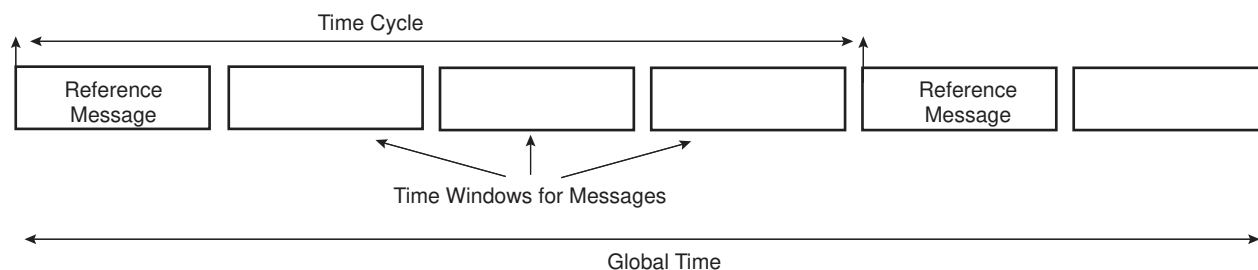 Time Cycle
Reference
Message
Reference
Message
Time Windows for Messages
Global Time